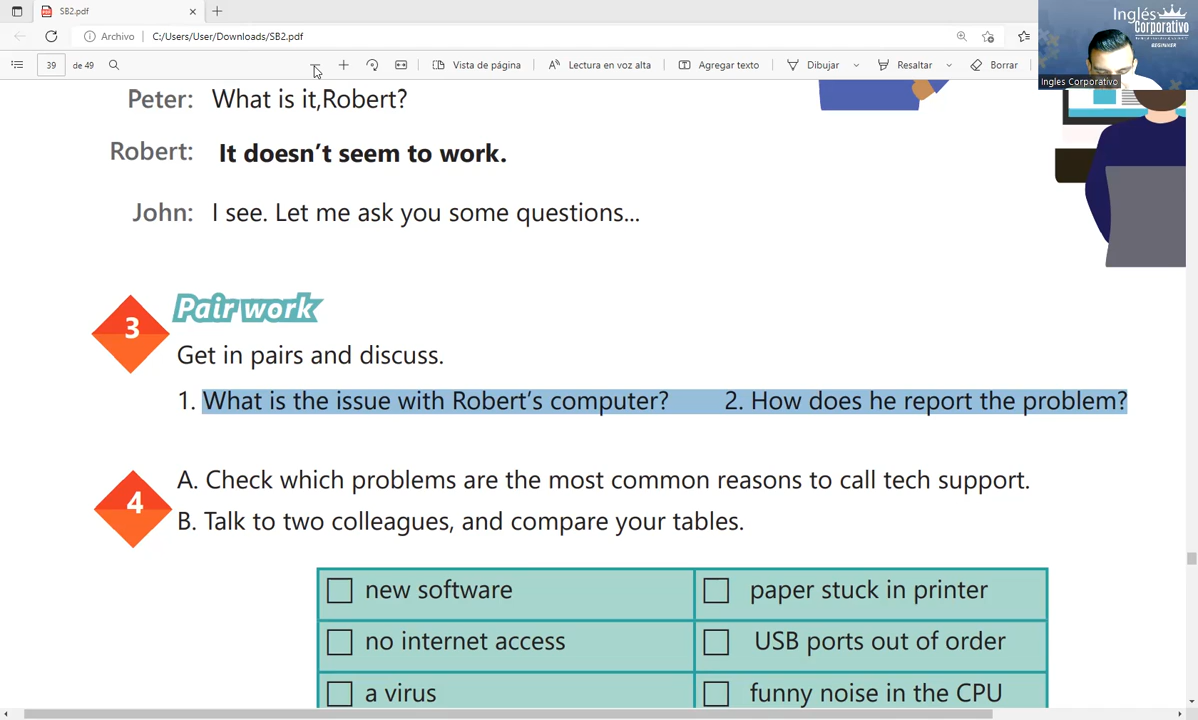 SB2.pdf
Archivo
C:/Users/User/Downloads/SB2.pdf
39 de 49
Vista de página
Lectura en voz alta
Agregar texto
Dibujar
Resaltar
Borrar
Inglés
Corporativo
BEGINNER
Ingles Corporativo
Peter: What is it,Robert?
Robert: It doesn't seem to work.
John: I see. Let me ask you some questions...
3
Pair work
Get in pairs and discuss.
1. What is the issue with Robert's computer? 2. How does he report the problem?
4
A. Check which problems are the most common reasons to call tech support.
B. Talk to two colleagues, and compare your tables.
new software
paper stuck in printer
no internet access
USB ports out of order
a virus
funny noise in the CPU